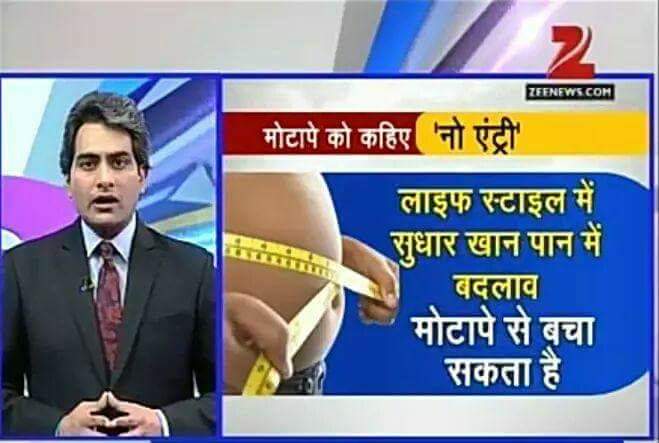 ZEENEWS.COM
मोटापे को कहिए 'नो एंट्री'
लाइफ स्टाइल में
सुधार खान पान में
बदलाव
मोटापे से बचा
सकता है